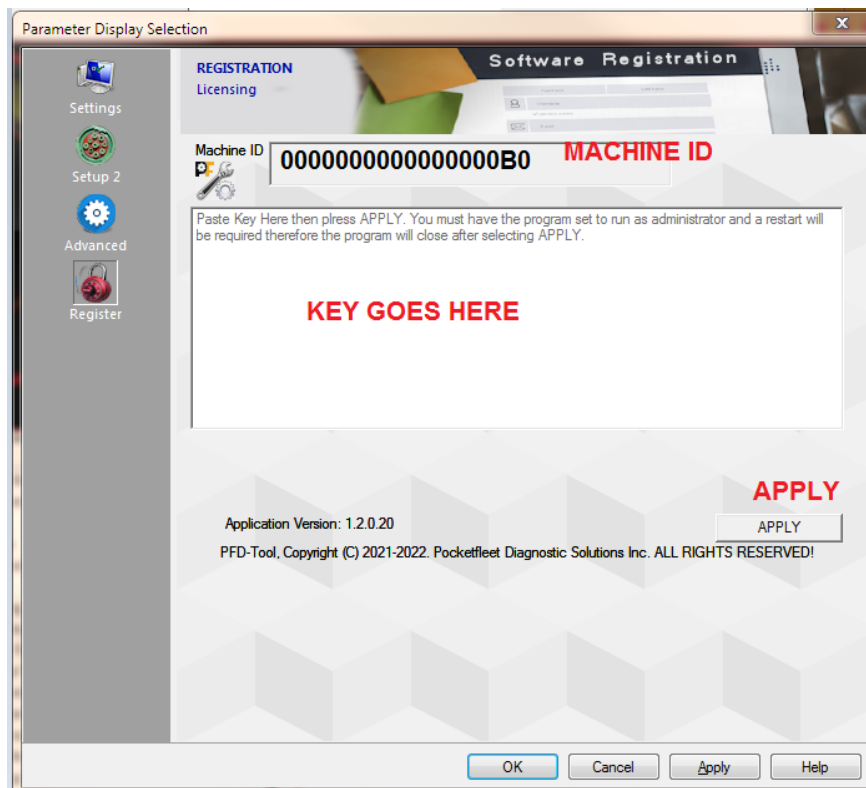 Parameter Display Selection
Settings
Setup 2
Advanced
Register
REGISTRATION
Licensing
Software Registration
Machine ID
0000000000000000B0
MACHINE ID
Paste Key Here then plress APPLY. You must have the program set to run as administrator and a restart will
be required therefore the program will close after selecting APPLY.
KEY GOES HERE
APPLY
Application Version: 1.2.0.20
APPLY
PFD-Tool, Copyright (C) 2021-2022. Pocketfleet Diagnostic Solutions Inc. ALL RIGHTS RESERVED!
OK
Cancel
Apply
Help